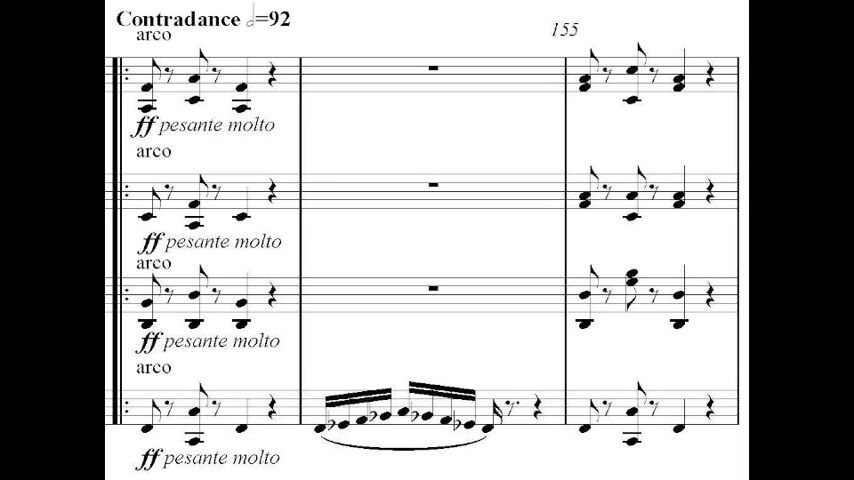 Contradance 𝅗𝅥=92
arco
155
ff pesante molto
arco
ff pesante molto
arco
ff pesante molto
arco
ff pesante molto